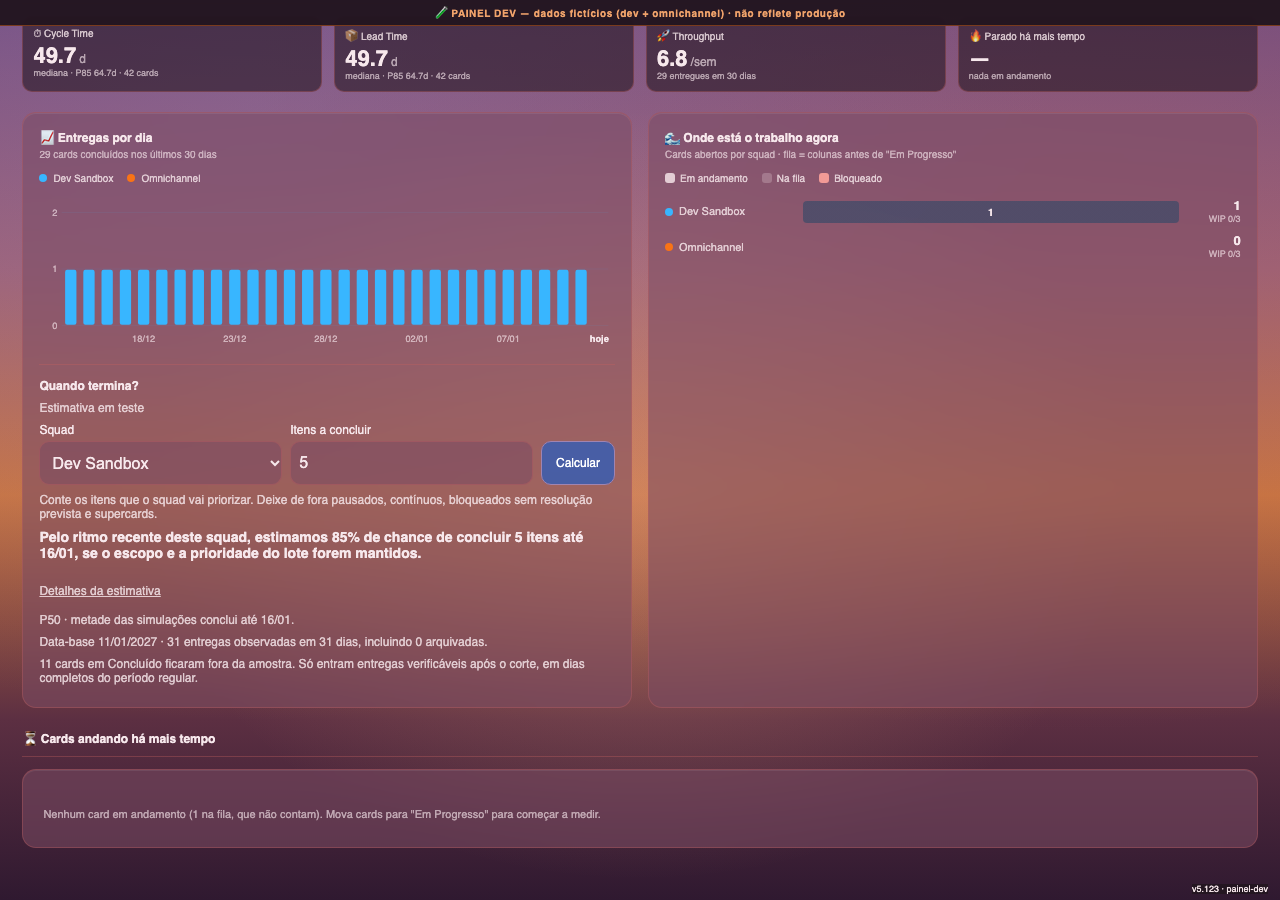 PAINEL DEV — dados fictícios (dev + omnichannel) · não reflete produção
Cycle Time
49.7 d
mediana · P85 64.7d · 42 cards
Lead Time
49.7 d
mediana · P85 64.7d · 42 cards
Throughput
6.8 /sem
29 entregues em 30 dias
Parado há mais tempo
—
nada em andamento
Entregas por dia
29 cards concluídos nos últimos 30 dias
Dev Sandbox Omnichannel
2
1
0
18/12 23/12 28/12 02/01 07/01 hoje
Quando termina?
Estimativa em teste
Squad Itens a concluir
Dev Sandbox 5 Calcular
Conte os itens que o squad vai priorizar. Deixe de fora pausados, contínuos, bloqueados sem resolução
prevista e supercards.
Pelo ritmo recente deste squad, estimamos 85% de chance de concluir 5 itens até
16/01, se o escopo e a prioridade do lote forem mantidos.
Detalhes da estimativa
P50 · metade das simulações conclui até 16/01.
Data-base 11/01/2027 · 31 entregas observadas em 31 dias, incluindo 0 arquivadas.
11 cards em Concluído ficaram fora da amostra. Só entram entregas verificáveis após o corte, em dias
completos do período regular.
Onde está o trabalho agora
Cards abertos por squad · fila = colunas antes de "Em Progresso"
Em andamento Na fila Bloqueado
Dev Sandbox 1 1
WIP 0/3
Omnichannel 0
WIP 0/3
Cards andando há mais tempo
Nenhum card em andamento (1 na fila, que não contam). Mova cards para "Em Progresso" para começar a medir.
v5.123 · painel-dev